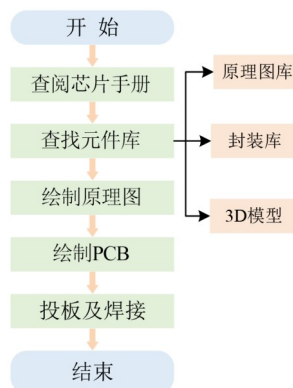 开 始
查阅芯片手册
查找元件库
绘制原理图
绘制PCB
投板及焊接
结束
原理图库
封装库
3D模型